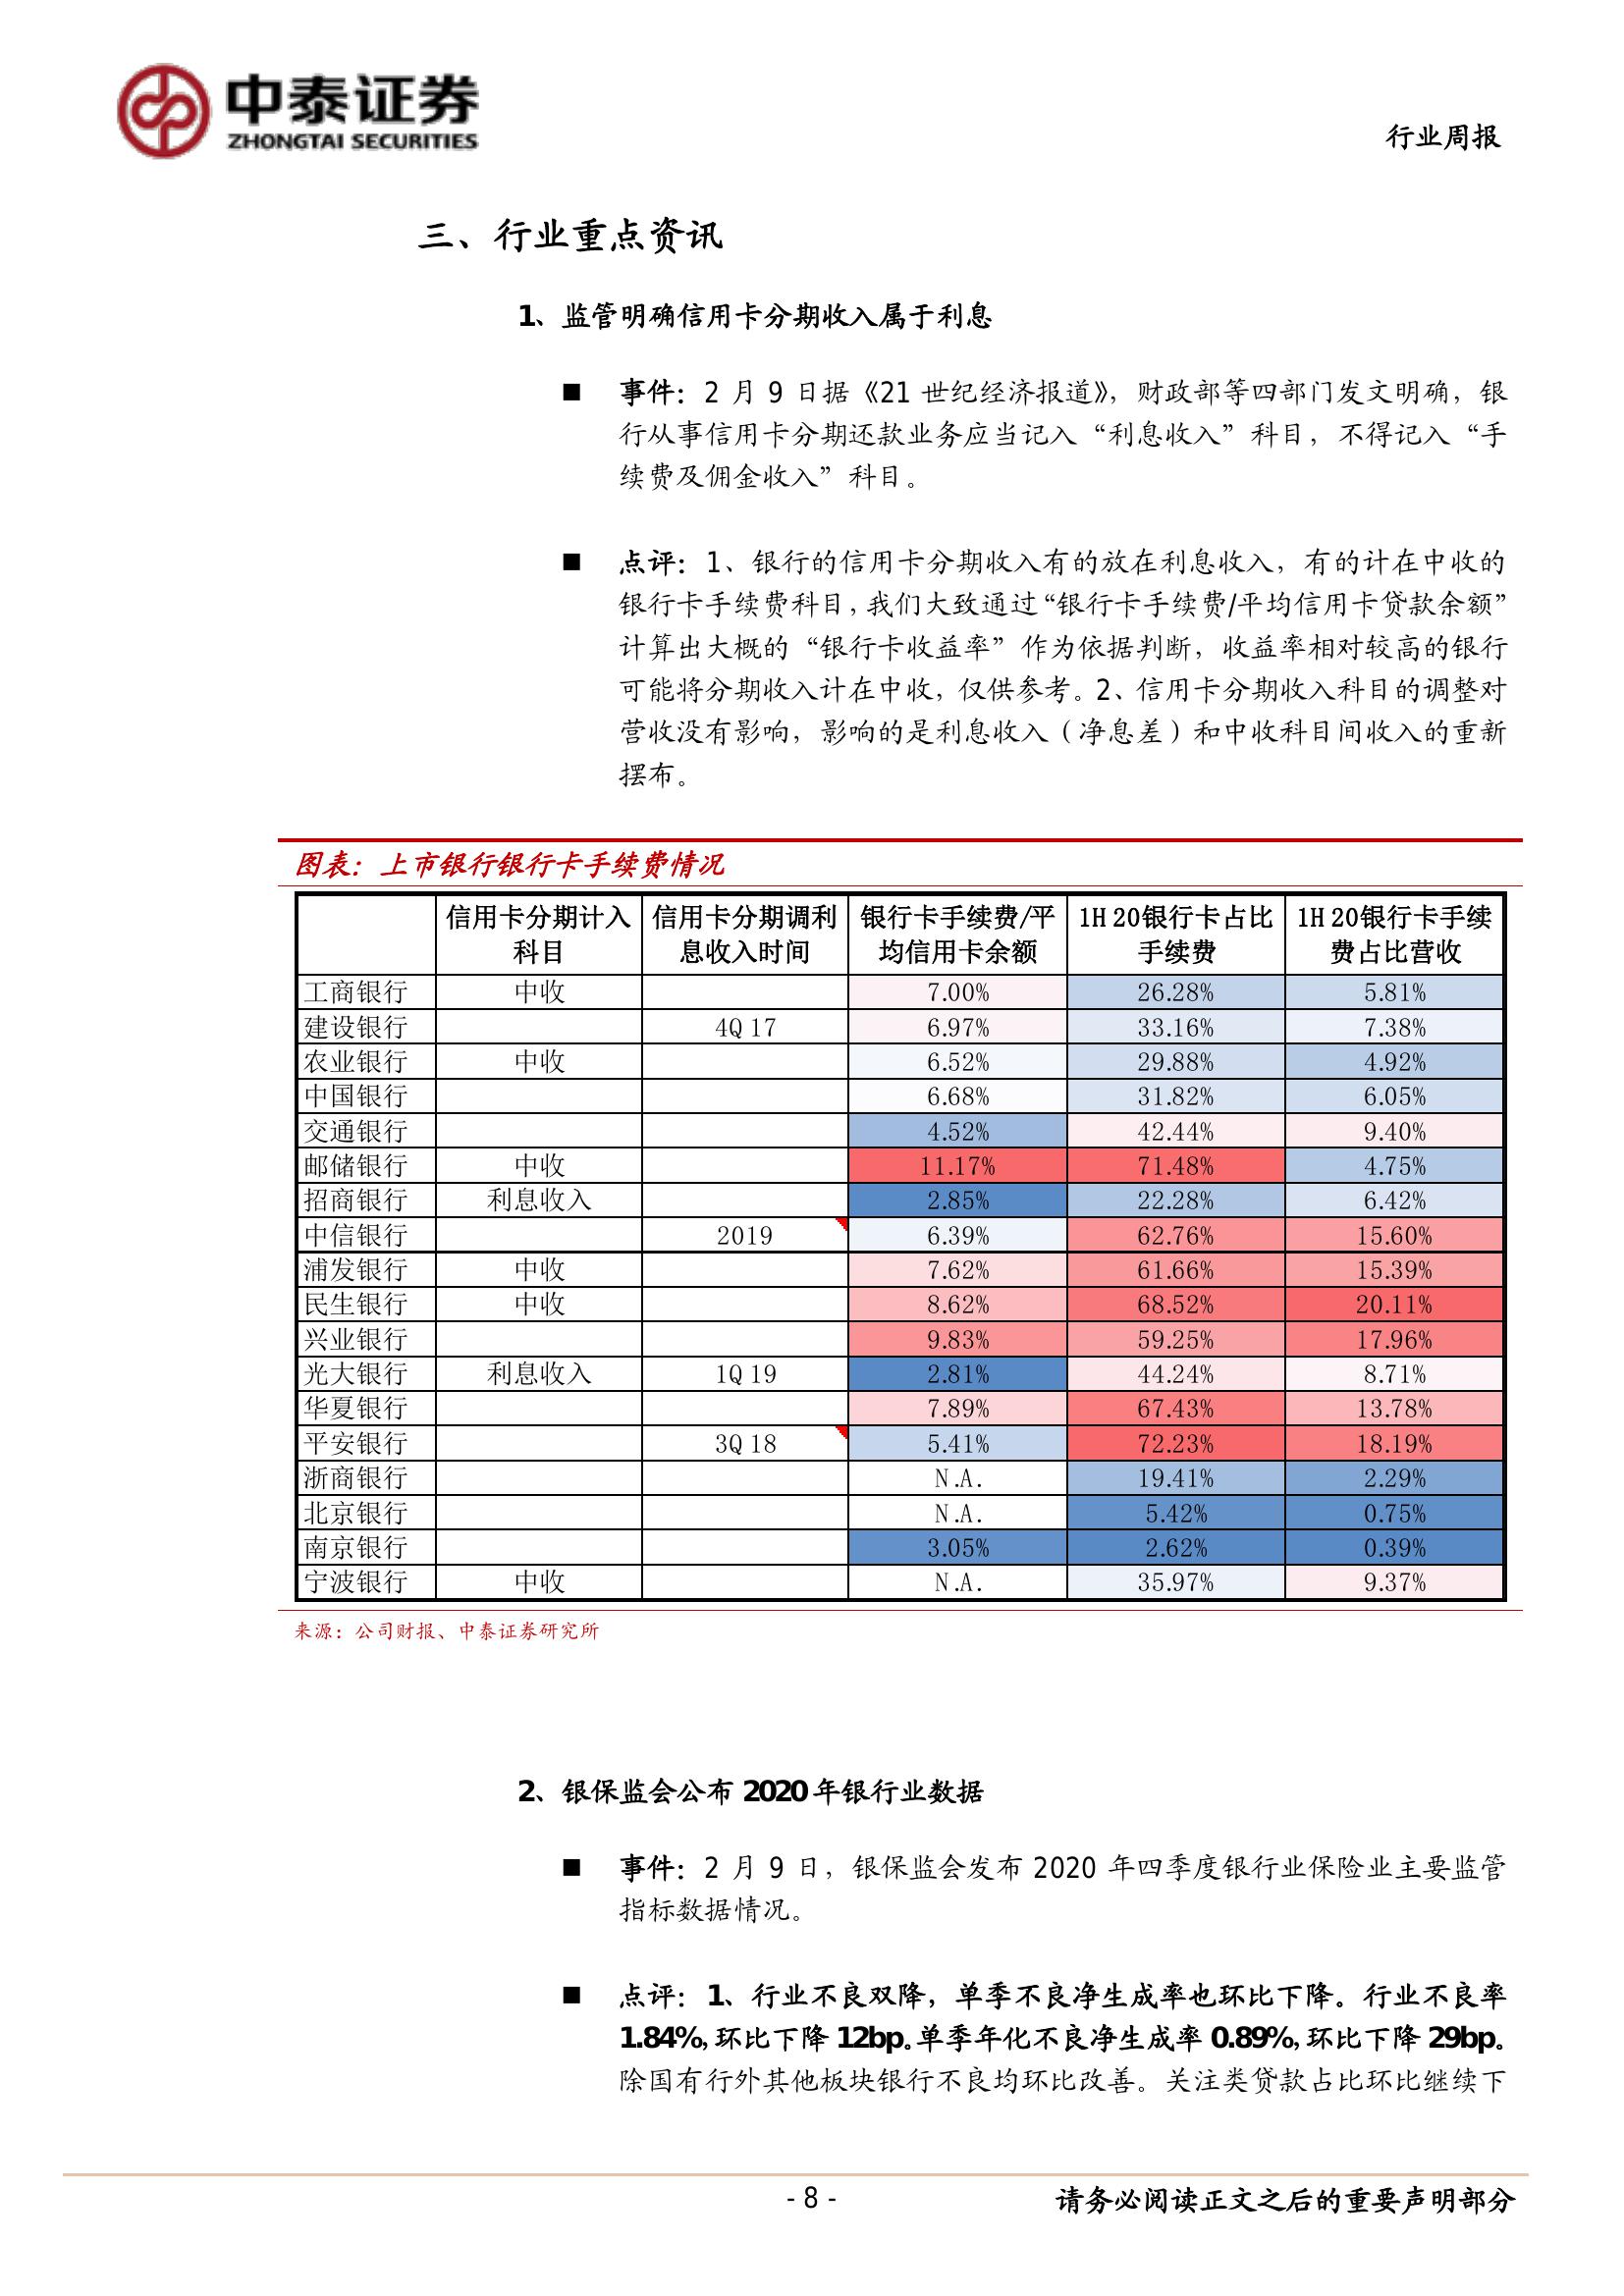 中泰证券
ZHONGTAI SECURITIES
行业周报
三、行业重点资讯
1、监管明确信用卡分期收入属于利息
■ 事件：2 月 9 日据《21 世纪经济报道》，财政部等四部门发文明确，银
行从事信用卡分期还款业务应当记入“利息收入”科目，不得记入“手
续费及佣金收入”科目。
■ 点评：1、银行的信用卡分期收入有的放在利息收入，有的计在中收的
银行卡手续费科目，我们大致通过“银行卡手续费/平均信用卡贷款余额”
计算出大概的“银行卡收益率”作为依据判断，收益率相对较高的银行
可能将分期收入计在中收，仅供参考。2、信用卡分期收入科目的调整对
营收没有影响，影响的是利息收入（净息差）和中收科目间收入的重新
摆布。
图表：上市银行银行卡手续费情况
信用卡分期计入科目 信用卡分期调利息收入时间 银行卡手续费/平均信用卡余额 1H20银行卡占比手续费 1H20银行卡手续费占比营收
工商银行 中收 7.00% 26.28% 5.81%
建设银行 4Q17 6.97% 33.16% 7.38%
农业银行 中收 6.52% 29.88% 4.92%
中国银行 6.68% 31.82% 6.05%
交通银行 4.52% 42.44% 9.40%
邮储银行 中收 11.17% 71.48% 4.75%
招商银行 利息收入 2.85% 22.28% 6.42%
中信银行 2019 6.39% 62.76% 15.60%
浦发银行 中收 7.62% 61.66% 15.39%
民生银行 中收 8.62% 68.52% 20.11%
兴业银行 9.83% 59.25% 17.96%
光大银行 利息收入 1Q19 2.81% 44.24% 8.71%
华夏银行 7.89% 67.43% 13.78%
平安银行 3Q18 5.41% 72.23% 18.19%
浙商银行 N.A. 19.41% 2.29%
北京银行 N.A. 5.42% 0.75%
南京银行 3.05% 2.62% 0.39%
宁波银行 中收 N.A. 35.97% 9.37%
来源：公司财报、中泰证券研究所
2、银保监会公布 2020 年银行业数据
■ 事件：2 月 9 日，银保监会发布 2020 年四季度银行业保险业主要监管
指标数据情况。
■ 点评：1、行业不良双降，单季不良净生成率也环比下降。行业不良率
1.84%，环比下降 12bp。单季年化不良净生成率 0.89%，环比下降 29bp。
除国有行外其他板块银行不良均环比改善。关注类贷款占比环比继续下
- 8 -
请务必阅读正文之后的重要声明部分